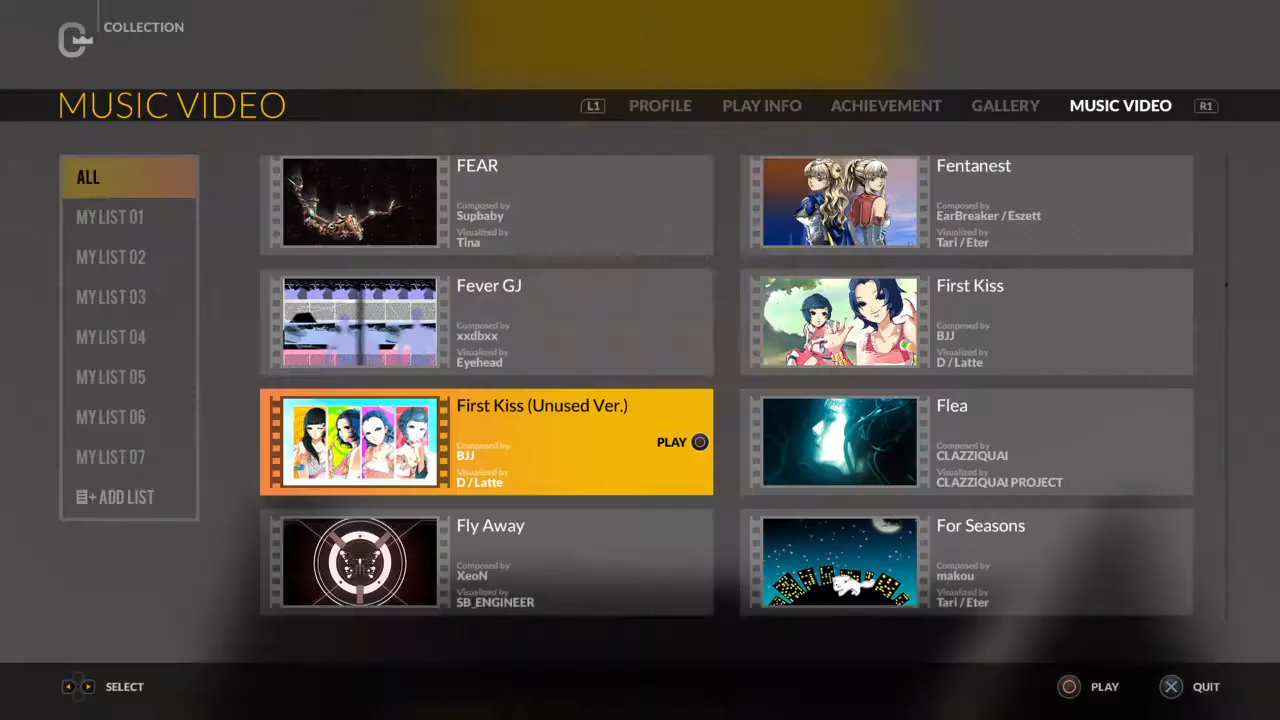 COLLECTION
MUSIC VIDEO
L1 PROFILE PLAY INFO ACHIEVEMENT GALLERY MUSIC VIDEO R1
ALL
MY LIST 01
MY LIST 02
MY LIST 03
MY LIST 04
MY LIST 05
MY LIST 06
MY LIST 07
+ ADD LIST
FEAR
Composed by
Supbaby
Visualized by
Tina
Fentanest
Composed by
EarBreaker / Eszett
Visualized by
Tari / Eter
Fever GJ
Composed by
xxdbxx
Visualized by
Eyehead
First Kiss
Composed by
BJJ
Visualized by
D / Latte
First Kiss (Unused Ver.)
Composed by
BJJ
Visualized by
D / Latte
PLAY
Flea
Composed by
CLAZZIQUAI
Visualized by
CLAZZIQUAI PROJECT
Fly Away
Composed by
XeoN
Visualized by
SB_ENGINEER
For Seasons
Composed by
makou
Visualized by
Tari / Eter
SELECT
PLAY
QUIT